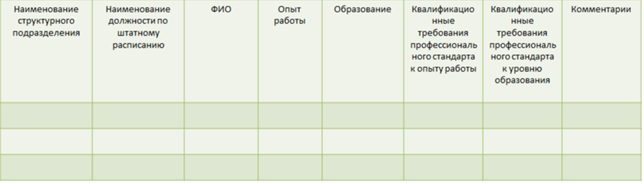 Наименование
структурного
подразделения
Наименование
должности по
штатному
расписанию
ФИО
Опыт
работы
Образование
Квалификацио
нные
требования
профессиональ
ного стандарта
к опыту работы
Квалификацио
нные
требования
профессиональ
ного стандарта
к уровню
образования
Комментарии